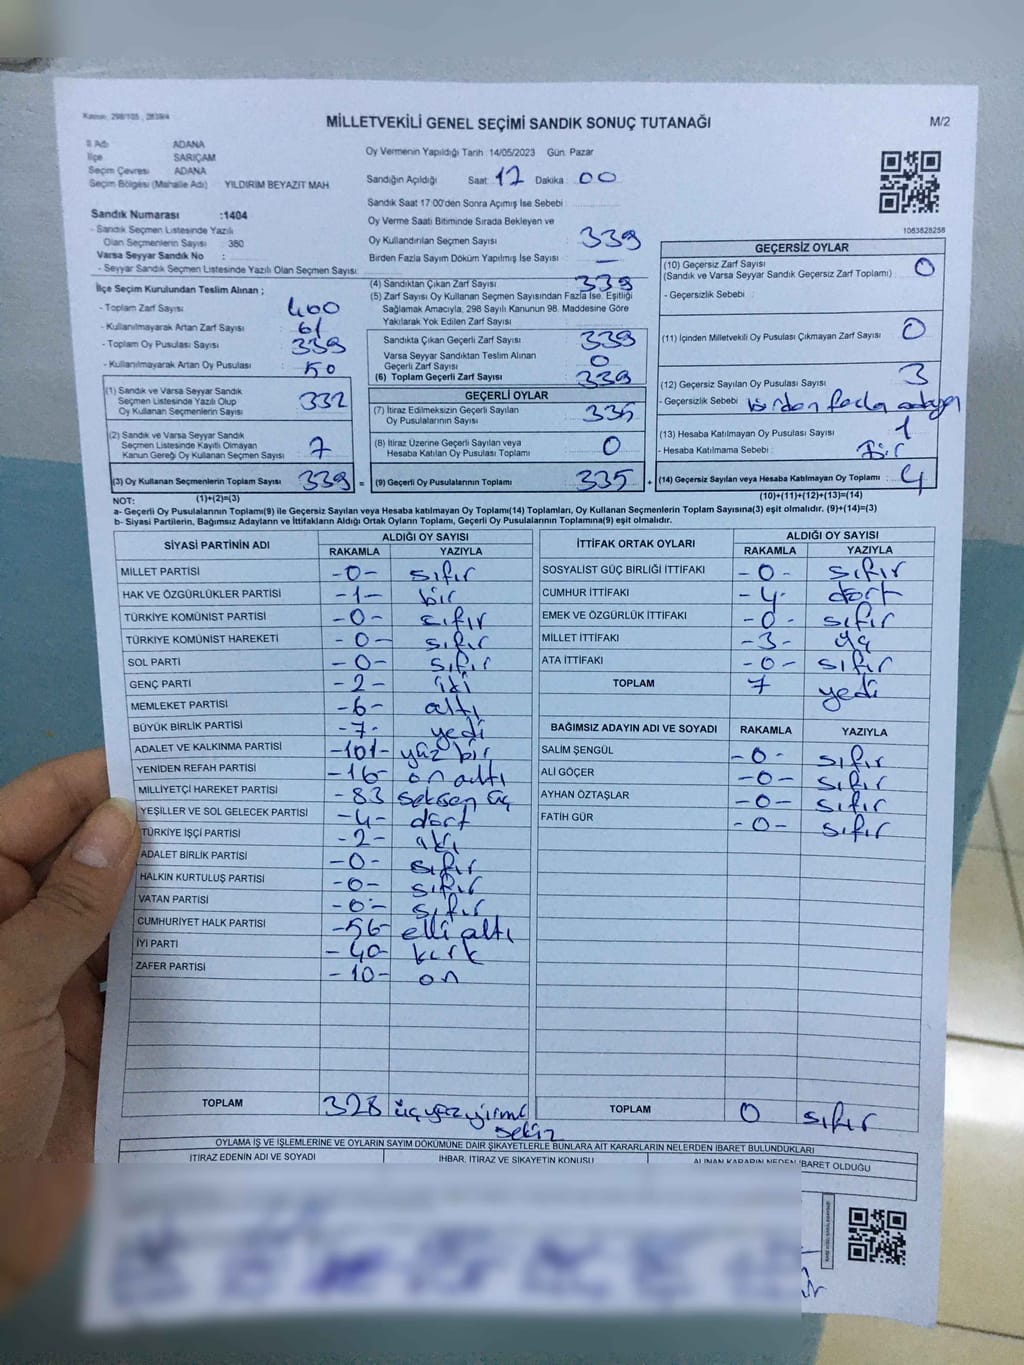 Kanun, 298/105 , 2839/4
MİLLETVEKİLİ GENEL SEÇİMİ SANDIK SONUÇ TUTANAĞI
M/2
İl Adı ADANA
İlçe SARIÇAM
Seçim Çevresi ADANA
Seçim Bölgesi (Mahalle Adı) YILDIRIM BEYAZIT MAH.
Sandık Numarası :1404
- Sandık Seçmen Listesinde Yazılı
Olan Seçmenlerin Sayısı : 380
Varsa Seyyar Sandık No :
- Seyyar Sandık Seçmen Listesinde Yazılı Olan Seçmen Sayısı:
Oy Vermenin Yapıldığı Tarih :14/05/2023 Gün: Pazar
Sandığın Açıldığı Saat: 17 Dakika : 00
Sandık Saat 17:00'den Sonra Açımış İse Sebebi :
Oy Verme Saati Bitiminde Sırada Bekleyen ve
Oy Kullandırılan Seçmen Sayısı : 339
Birden Fazla Sayım Döküm Yapılmış İse Sayısı : —
1063828258
İlçe Seçim Kurulundan Teslim Alınan ;
- Toplam Zarf Sayısı : 400
- Kullanılmayarak Artan Zarf Sayısı : 61
- Toplam Oy Pusulası Sayısı : 339
- Kullanılmayarak Artan Oy Pusulası : 50
(4) Sandıktan Çıkan Zarf Sayısı : 339
(5) Zarf Sayısı Oy Kullanan Seçmen Sayısından Fazla İse, Eşitliği
Sağlamak Amacıyla, 298 Sayılı Kanunun 98. Maddesine Göre
Yakılarak Yok Edilen Zarf Sayısı :
Sandıkta Çıkan Geçerli Zarf Sayısı : 339
Varsa Seyyar Sandıktan Teslim Alınan
Geçerli Zarf Sayısı : 0
(6) Toplam Geçerli Zarf Sayısı : 339
GEÇERSİZ OYLAR
(10) Geçersiz Zarf Sayısı : 0
(Sandık ve Varsa Seyyar Sandık Geçersiz Zarf Toplamı)
- Geçersizlik Sebebi :
(11) İçinden Milletvekili Oy Pusulası Çıkmayan Zarf Sayısı : 0
(12) Geçersiz Sayılan Oy Pusulası Sayısı : 3
- Geçersizlik Sebebi : birden fazla adaya
(13) Hesaba Katılmayan Oy Pusulası Sayısı : 1
- Hesaba Katılmama Sebebi :
(14) Geçersiz Sayılan veya Hesaba Katılmayan Oy Toplamı : 4
(10)+(11)+(12)+(13)=(14)
(1) Sandık ve Varsa Seyyar Sandık
Seçmen Listesinde Yazılı Olup
Oy Kullanan Seçmenlerin Sayısı : 332
(2) Sandık ve Varsa Seyyar Sandık
Seçmen Listesinde Kayıtlı Olmayan
Kanun Gereği Oy Kullanan Seçmen Sayısı : 7
(3) Oy Kullanan Seçmenlerin Toplam Sayısı : 339
(1)+(2)=(3)
GEÇERLİ OYLAR
(7) İtiraz Edilmeksizin Geçerli Sayılan
Oy Pusulalarının Sayısı : 335
(8) İtiraz Üzerine Geçerli Sayılan veya
Hesaba Katılan Oy Pusulası Toplamı : 0
= (9) Geçerli Oy Pusulalarının Toplamı : 335 +
NOT:
a- Geçerli Oy Pusulalarının Toplamı(9) ile Geçersiz Sayılan veya Hesaba Katılmayan Oy Toplamı(14) Toplamları, Oy Kullanan Seçmenlerin Toplam Sayısına(3) eşit olmalıdır. (9)+(14)=(3)
b- Siyasi Partilerin, Bağımsız Adayların ve İttifakların Aldığı Ortak Oyların Toplamı, Geçerli Oy Pusulalarının Toplamına(9) eşit olmalıdır.
SİYASİ PARTİNİN ADI ALDIĞI OY SAYISI
RAKAMLA YAZIYLA
MİLLET PARTİSİ -0- sıfır
HAK VE ÖZGÜRLÜKLER PARTİSİ -1- bir
TÜRKİYE KOMÜNİST PARTİSİ -0- sıfır
TÜRKİYE KOMÜNİST HAREKETİ -0- sıfır
SOL PARTİ -0- sıfır
GENÇ PARTİ -2- iki
MEMLEKET PARTİSİ -6- altı
BÜYÜK BİRLİK PARTİSİ -7- yedi
ADALET VE KALKINMA PARTİSİ -101- yüz bir
YENİDEN REFAH PARTİSİ -16- on altı
MİLLİYETÇİ HAREKET PARTİSİ -83 seksen üç
YEŞİLLER VE SOL GELECEK PARTİSİ -4- dört
TÜRKİYE İŞÇİ PARTİSİ -2- iki
ADALET BİRLİK PARTİSİ -0- sıfır
HALKIN KURTULUŞ PARTİSİ -0- sıfır
VATAN PARTİSİ -0- sıfır
CUMHURİYET HALK PARTİSİ -56- elli altı
İYİ PARTİ -40- kırk
ZAFER PARTİSİ -10- on
TOPLAM 328 üçyüzyirmi
sekiz
İTTİFAK ORTAK OYLARI ALDIĞI OY SAYISI
RAKAMLA YAZIYLA
SOSYALİST GÜÇ BİRLİĞİ İTTİFAKI -0- sıfır
CUMHUR İTTİFAKI -4- dört
EMEK VE ÖZGÜRLÜK İTTİFAKI -0- sıfır
MİLLET İTTİFAKI -3- üç
ATA İTTİFAKI -0- sıfır
TOPLAM 7 yedi
BAĞIMSIZ ADAYIN ADI VE SOYADI RAKAMLA YAZIYLA
SALİM ŞENGÜL -0- sıfır
ALİ GÖÇER -0- sıfır
AYHAN ÖZTAŞLAR -0- sıfır
FATİH GÜR -0- sıfır
TOPLAM 0 sıfır
OYLAMA İŞ VE İŞLEMLERİNE VE OYLARIN SAYIM DÖKÜMÜNE DAİR ŞİKAYETLERLE BUNLARA AİT KARARLARIN NELERDEN İBARET BULUNDUKLARI
İTİRAZ EDENİN ADI VE SOYADI İHBAR, İTİRAZ VE ŞİKAYETİN KONUSU ALINAN KARARIN NEDEN İBARET OLDUĞU